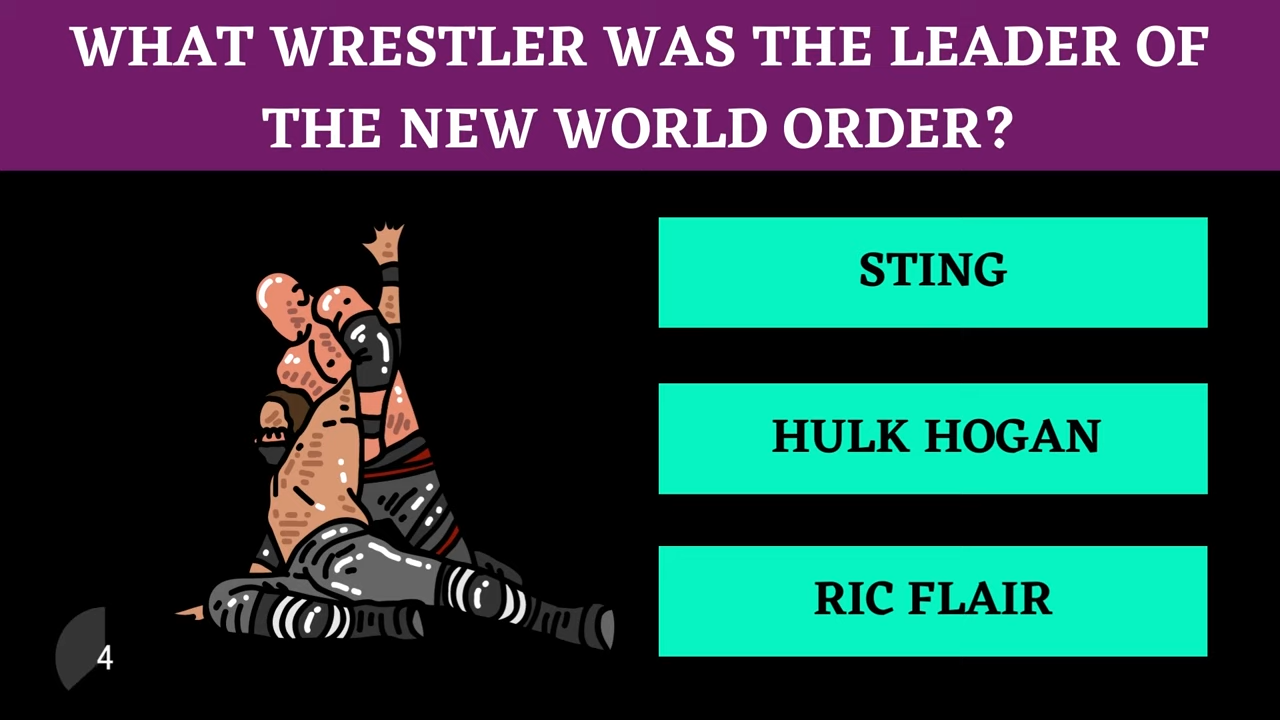 WHAT WRESTLER WAS THE LEADER OF
THE NEW WORLD ORDER?
STING
HULK HOGAN
RIC FLAIR
4